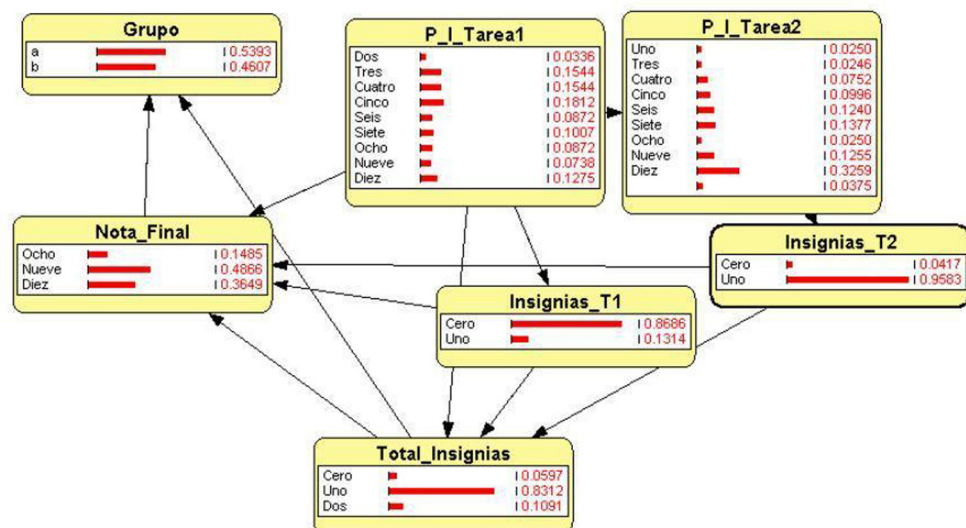 Grupo
a 0.5393
b 0.4607
P_I_Tarea1
Dos 0.0336
Tres 0.1544
Cuatro 0.1544
Cinco 0.1812
Seis 0.0872
Siete 0.1007
Ocho 0.0872
Nueve 0.0738
Diez 0.1275
P_I_Tarea2
Uno 0.0250
Tres 0.0246
Cuatro 0.0752
Cinco 0.0996
Seis 0.1240
Siete 0.1377
Ocho 0.0250
Nueve 0.1255
Diez 0.3259
0.0375
Nota_Final
Ocho 0.1485
Nueve 0.4866
Diez 0.3649
Insignias_T2
Cero 0.0417
Uno 0.9583
Insignias_T1
Cero 0.8686
Uno 0.1314
Total_Insignias
Cero 0.0597
Uno 0.8312
Dos 0.1091